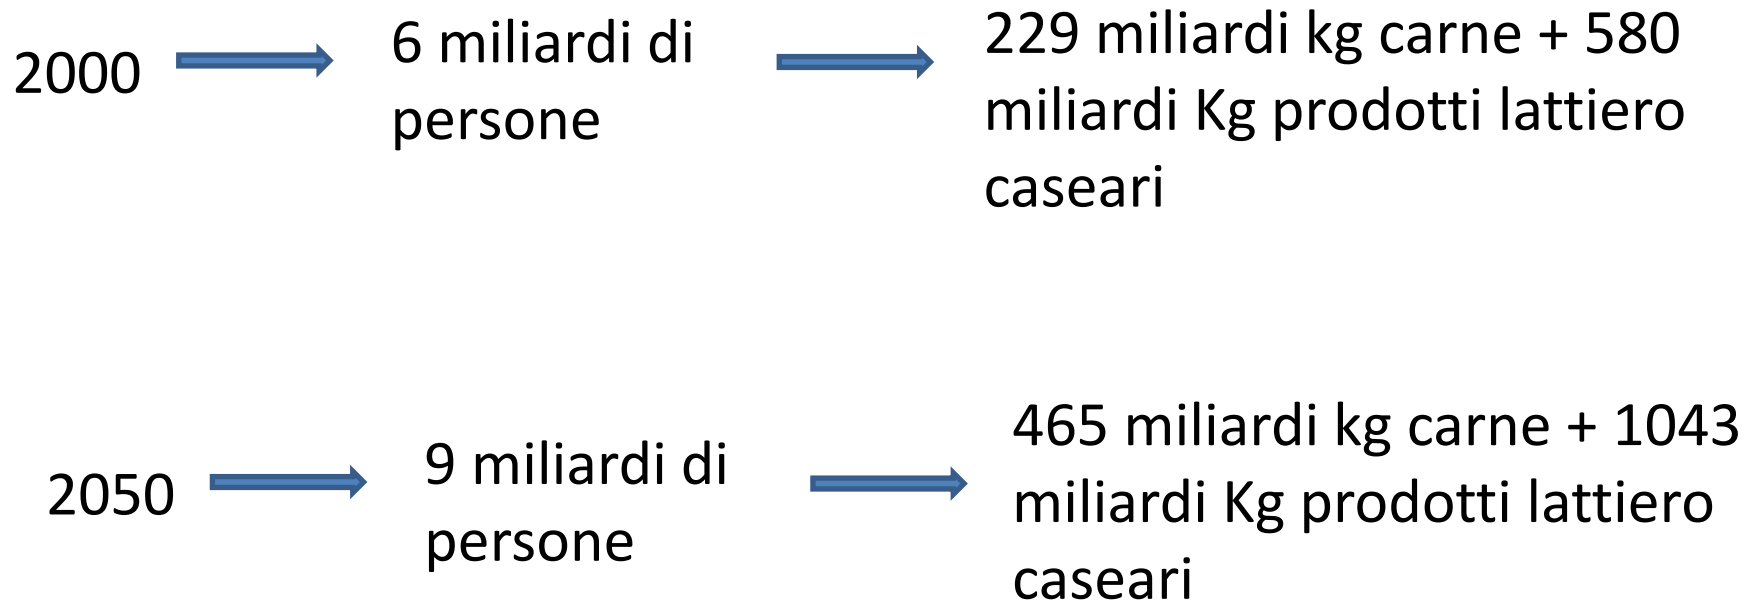 2000
6 miliardi di
persone
229 miliardi kg carne + 580
miliardi Kg prodotti lattiero
caseari
2050
9 miliardi di
persone
465 miliardi kg carne + 1043
miliardi Kg prodotti lattiero
caseari